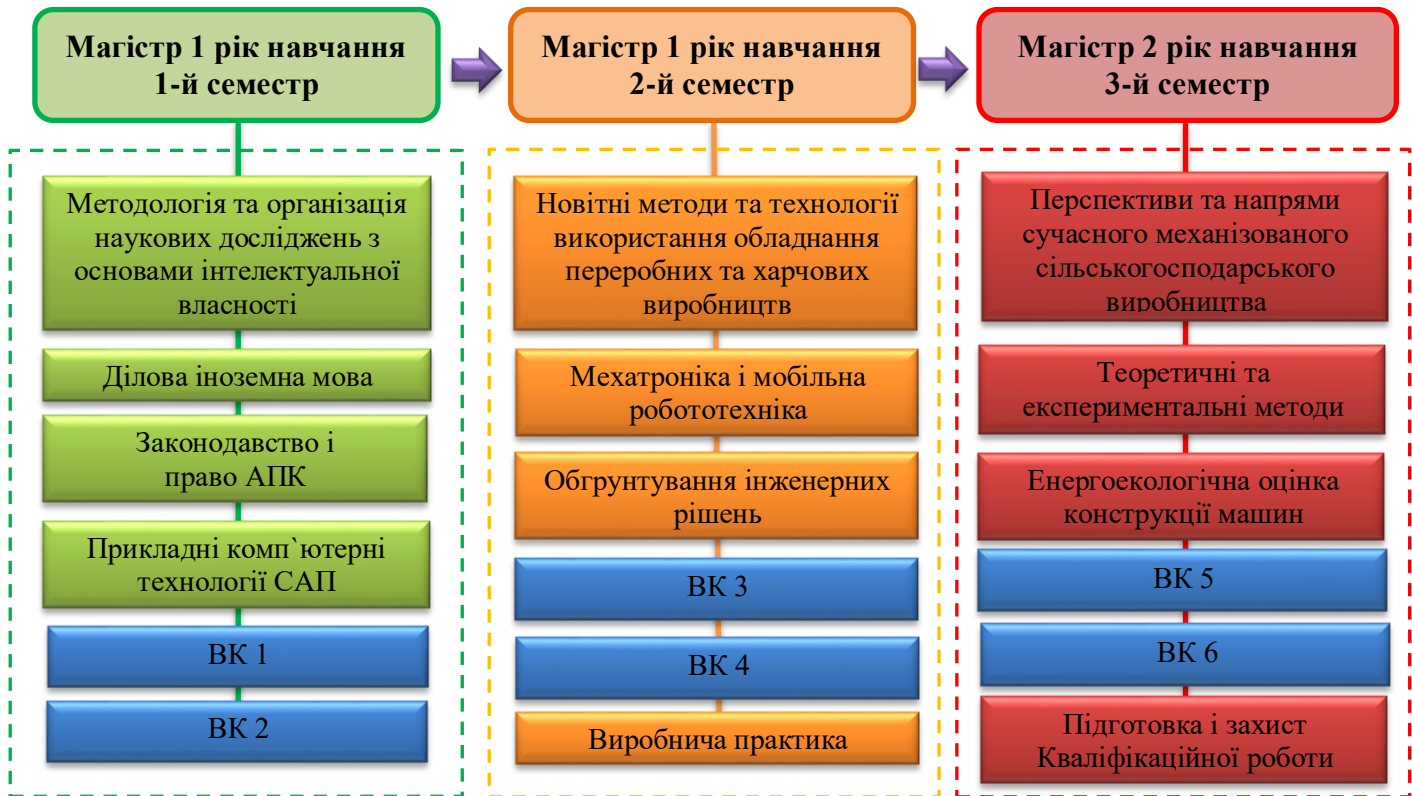 Магістр 1 рік навчання
1-й семестр
Методологія та організація
наукових досліджень з
основами інтелектуальної
власності
Ділова іноземна мова
Законодавство і
право АПК
Прикладні комп`ютерні
технології САП
ВК 1
ВК 2
Магістр 1 рік навчання
2-й семестр
Новітні методи та технології
використання обладнання
переробних та харчових
виробництв
Мехатроніка і мобільна
робототехніка
Обгрунтування інженерних
рішень
ВК 3
ВК 4
Виробнича практика
Магістр 2 рік навчання
3-й семестр
Перспективи та напрями
сучасного механізованого
сільськогосподарського
виробництва
Теоретичні та
експериментальні методи
Енергоекологічна оцінка
конструкції машин
ВК 5
ВК 6
Підготовка і захист
Кваліфікаційної роботи